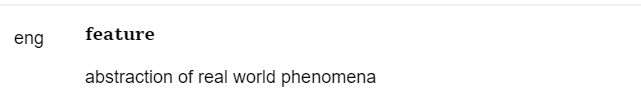 eng
feature
abstraction of real world phenomena